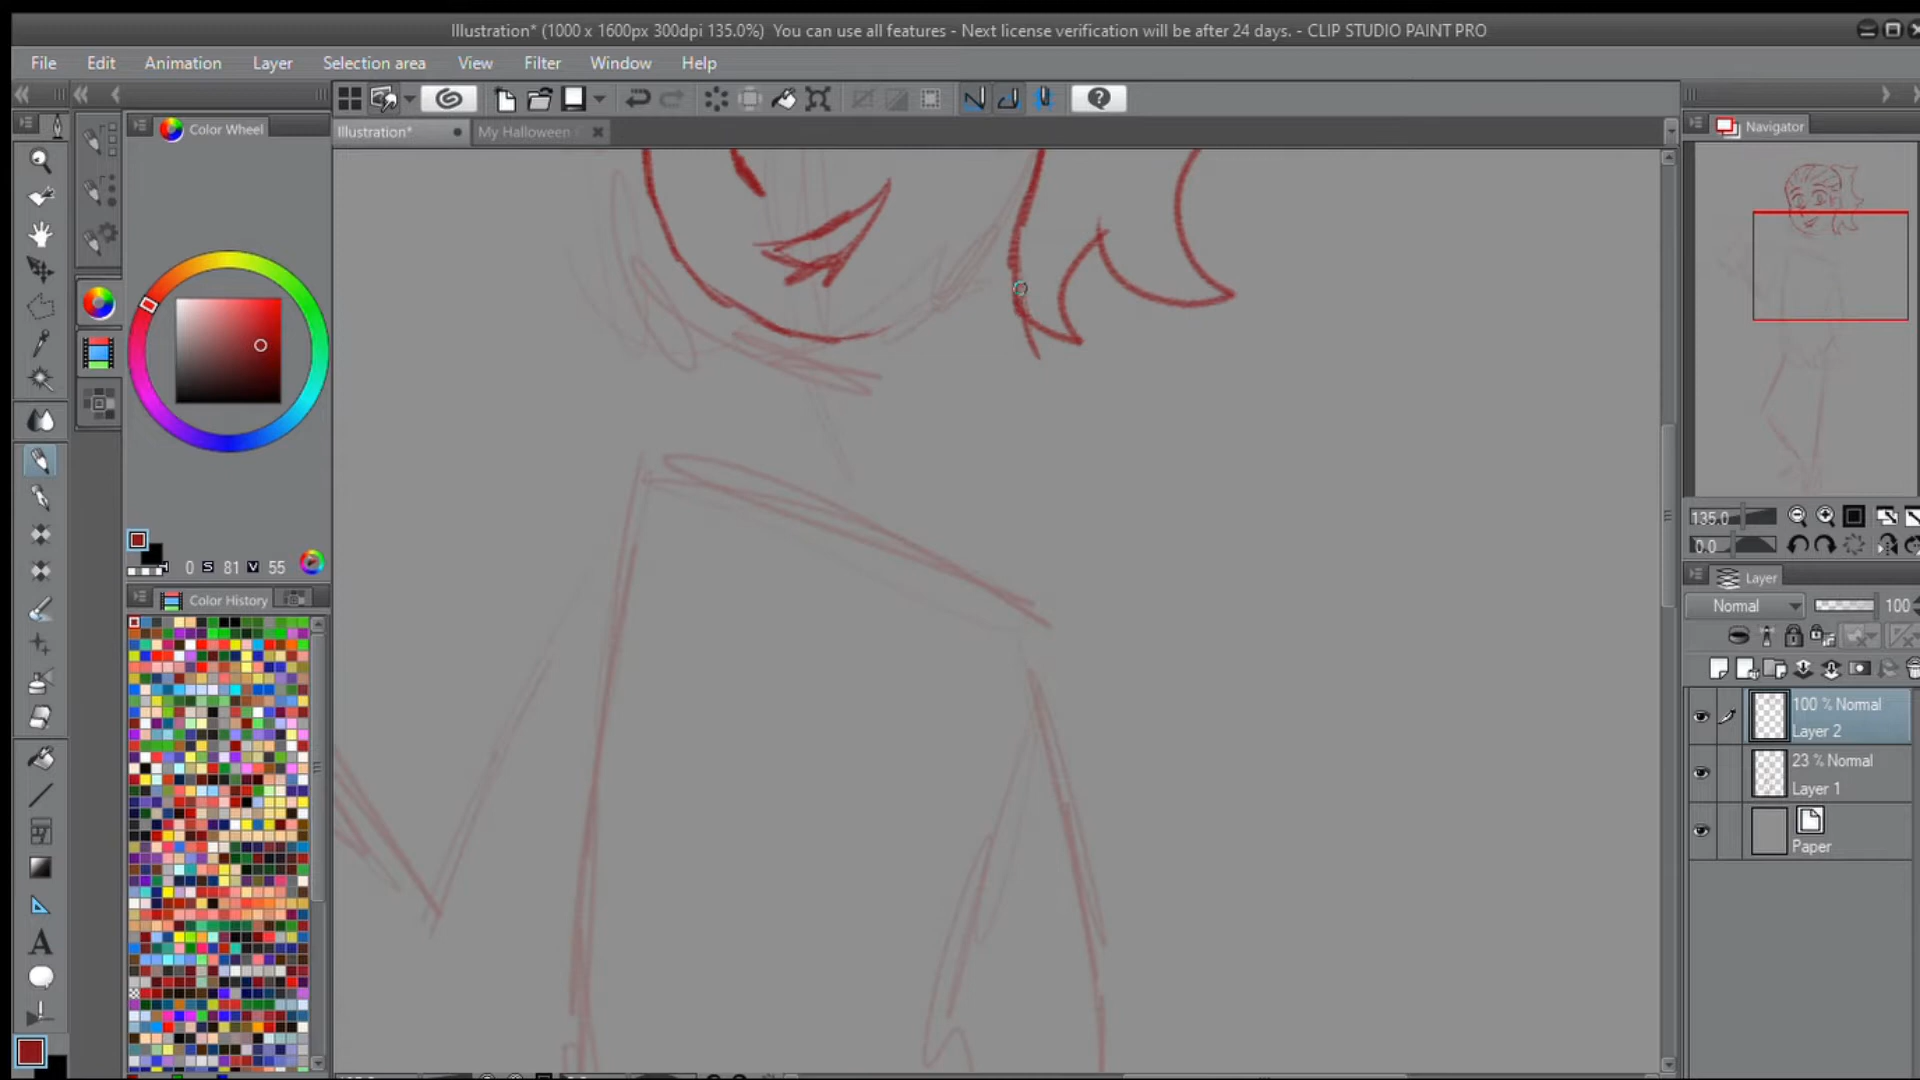 Illustration* (1000 x 1600px 300dpi 135.0%) You can use all features - Next license verification will be after 24 days. - CLIP STUDIO PAINT PRO
File Edit Animation Layer Selection area View Filter Window Help
Illustration* My Halloween
Color Wheel
Navigator
135.0
0.0
0 S 81 V 55
Color History
Layer
Normal 100
100 % Normal
Layer 2
23 % Normal
Layer 1
Paper
A